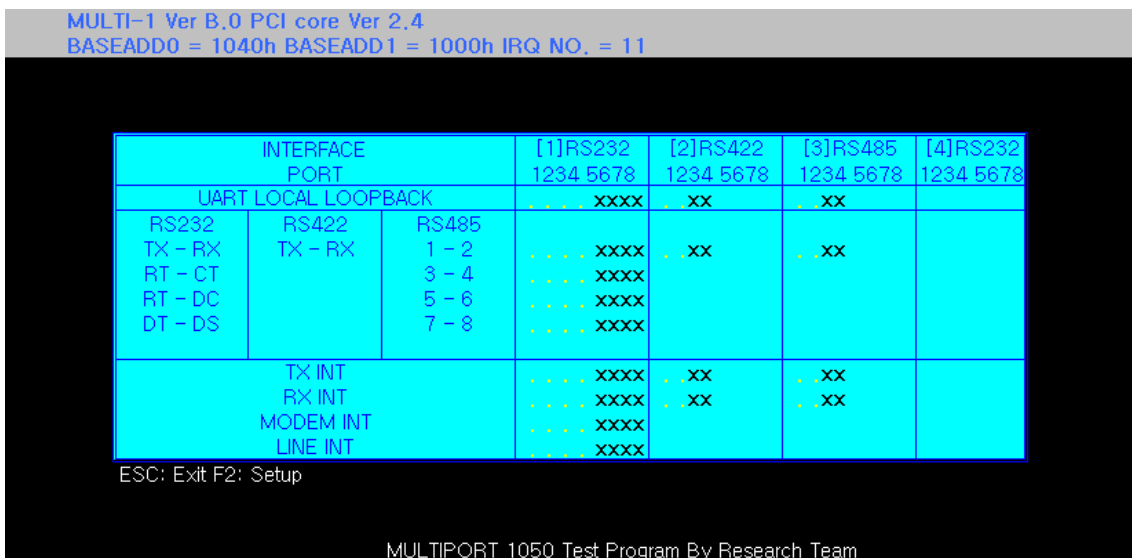 MULTI-1 Ver B.0 PCI core Ver 2.4
BASEADD0 = 1040h BASEADD1 = 1000h IRQ NO. = 11
INTERFACE [1]RS232 [2]RS422 [3]RS485 [4]RS232
PORT 1234 5678 1234 5678 1234 5678 1234 5678
UART LOCAL LOOPBACK . . . . xxxx . . xx . . xx
RS232 RS422 RS485
TX - RX TX - RX 1 - 2 . . . . xxxx . . xx . . xx
RT - CT 3 - 4 . . . . xxxx
RT - DC 5 - 6 . . . . xxxx
DT - DS 7 - 8 . . . . xxxx
TX INT . . . . xxxx . . xx . . xx
RX INT . . . . xxxx . . xx . . xx
MODEM INT . . . . xxxx
LINE INT . . . . xxxx
ESC: Exit F2: Setup
MULTIPORT 1050 Test Program By Research Team